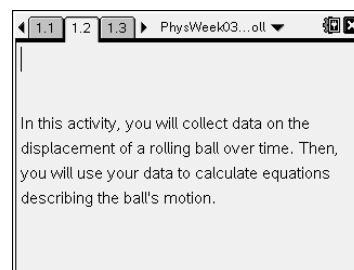 1.1 1.2 1.3 PhysWeek03...oll
In this activity, you will collect data on the
displacement of a rolling ball over time. Then,
you will use your data to calculate equations
describing the ball's motion.